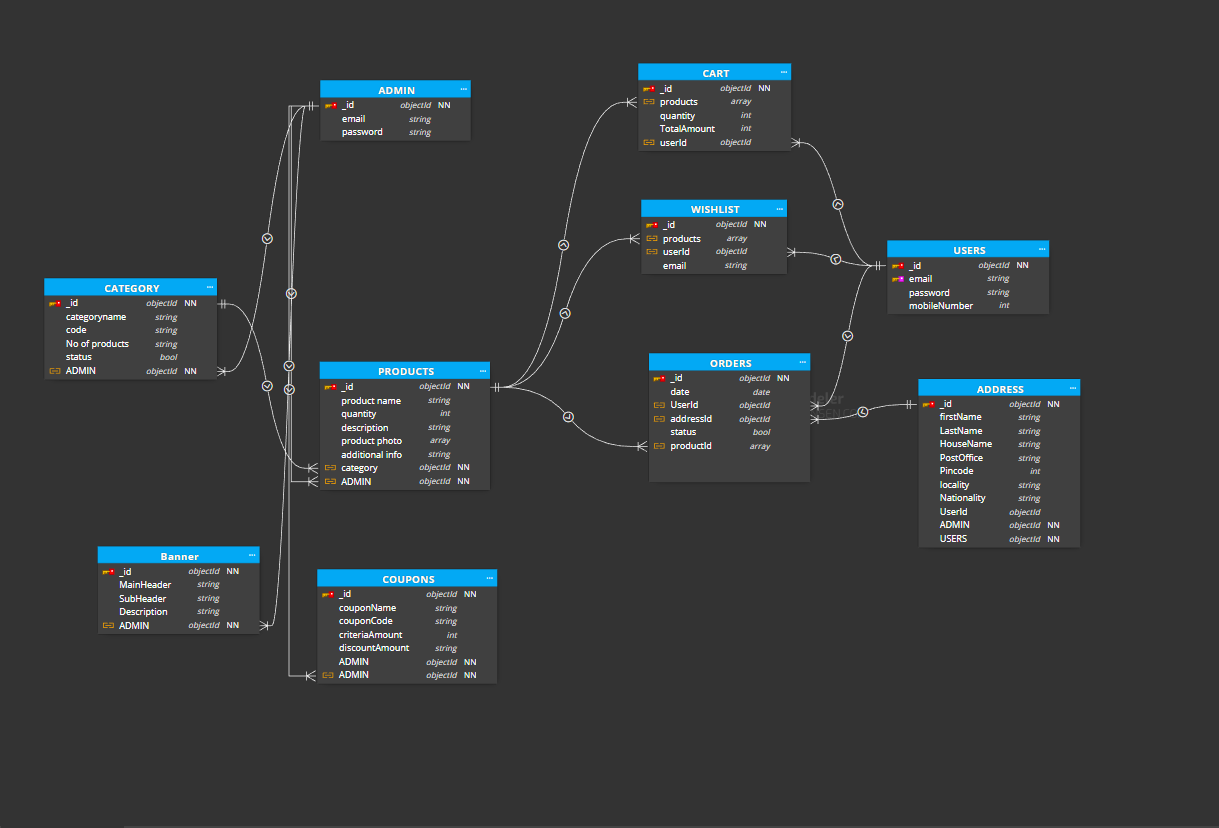 ADMIN ...
_id objectId NN
email string
password string
CART ...
_id objectId NN
products array
quantity int
TotalAmount int
userId objectId
WISHLIST ...
_id objectId NN
products array
userId objectId
email string
USERS ...
_id objectId NN
email string
password string
mobileNumber int
CATEGORY ...
_id objectId NN
categoryname string
code string
No of products string
status bool
ADMIN objectId NN
PRODUCTS ...
_id objectId NN
product name string
quantity int
description string
product photo array
additional info string
category objectId NN
ADMIN objectId NN
ORDERS ...
_id objectId NN
date date
UserId objectId
addressId objectId
status bool
productId array
ADDRESS ...
_id objectId NN
firstName string
LastName string
HouseName string
PostOffice string
Pincode int
locality string
Nationality string
UserId objectId
ADMIN objectId NN
USERS objectId NN
Banner ...
_id objectId NN
MainHeader string
SubHeader string
Description string
ADMIN objectId NN
COUPONS ...
_id objectId NN
couponName string
couponCode string
criteriaAmount int
discountAmount string
ADMIN objectId NN
ADMIN objectId NN